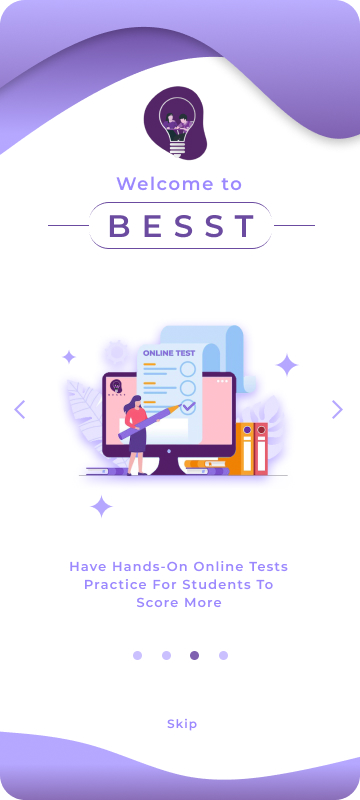 Welcome to
BESST
ONLINE TEST
Have Hands-On Online Tests
Practice For Students To
Score More
Skip